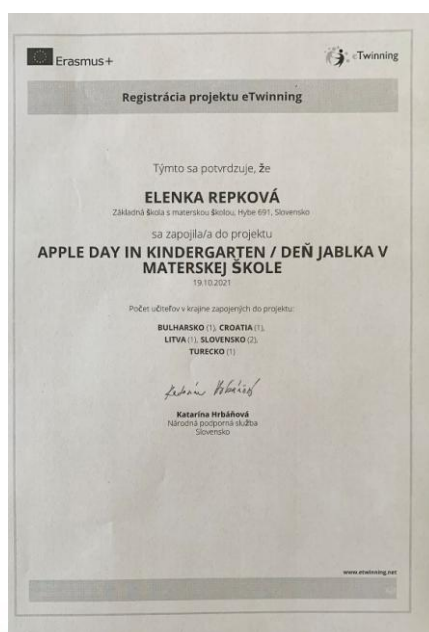 Erasmus+
eTwinning
Registrácia projektu eTwinning
Týmto sa potvrdzuje, že
ELENKA REPKOVÁ
Základná škola s materskou školou, Hybe 691, Slovensko
sa zapojila/a do projektu
APPLE DAY IN KINDERGARTEN / DEŇ JABLKA V
MATERSKEJ ŠKOLE
19.10.2021
Počet učiteľov v krajine zapojených do projektu:
BULHARSKO (1), CROATIA (1),
LITVA (1), SLOVENSKO (2),
TURECKO (1)
Katarína Hrbáňová
Katarína Hrbáňová
Národná podporná služba
Slovensko
www.etwinning.net